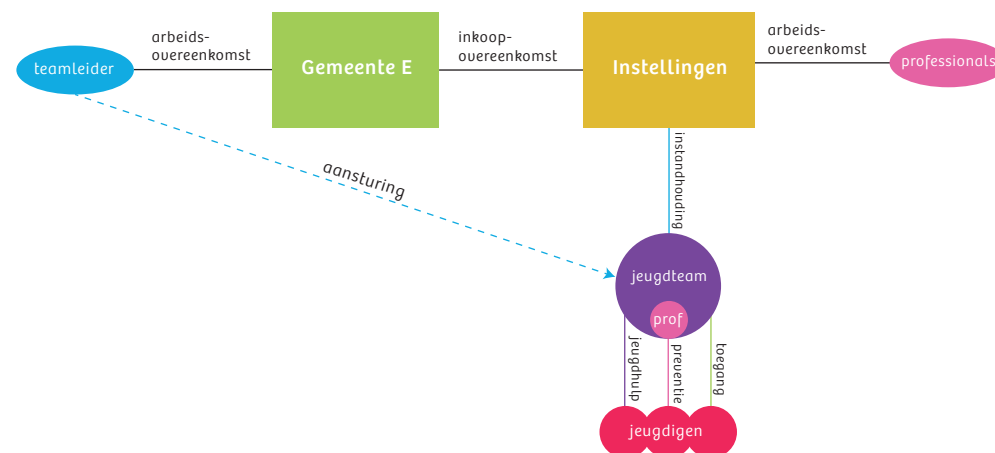 teamleider
arbeids-
overeenkomst
Gemeente E
inkoop-
overeenkomst
Instellingen
arbeids-
overeenkomst
professionals
aansturing
instandhouding
jeugdteam
prof
jeugdhulp
preventie
toegang
jeugdigen